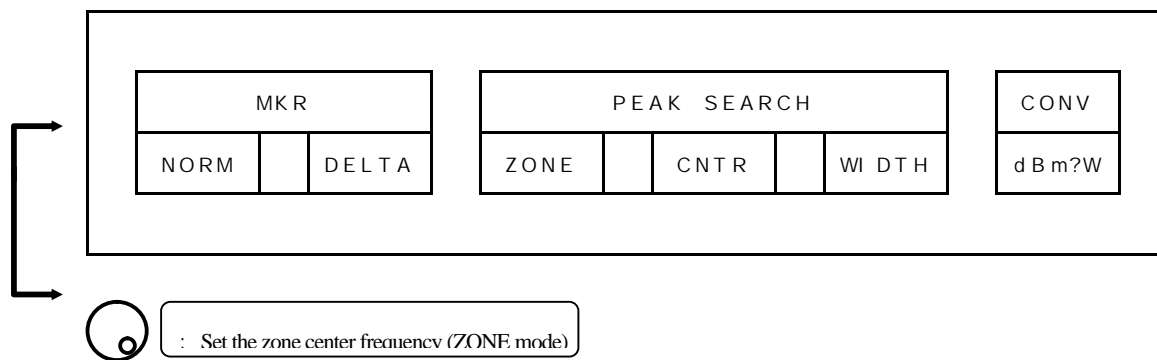 MKR PEAK SEARCH CONV
NORM DELTA ZONE CNTR WIDTH dBm?W
: Set the zone center frequency (ZONE mode)